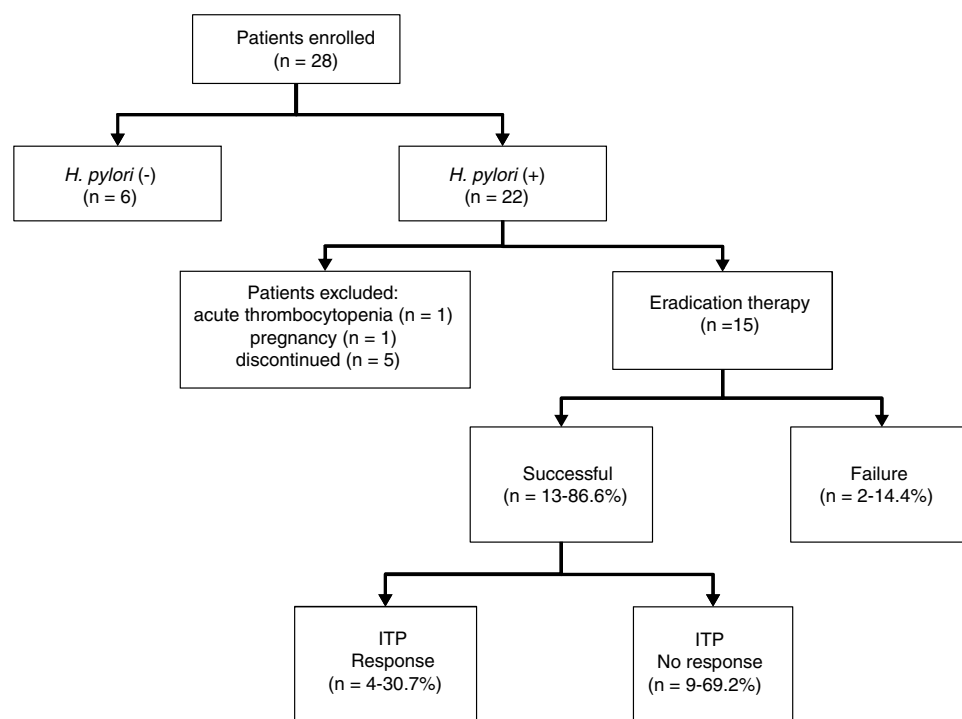 Patients enrolled
(n = 28)
H. pylori (-)
(n = 6)
H. pylori (+)
(n = 22)
Patients excluded:
acute thrombocytopenia (n = 1)
pregnancy (n = 1)
discontinued (n = 5)
Eradication therapy
(n =15)
Successful
(n = 13-86.6%)
Failure
(n = 2-14.4%)
ITP
Response
(n = 4-30.7%)
ITP
No response
(n = 9-69.2%)